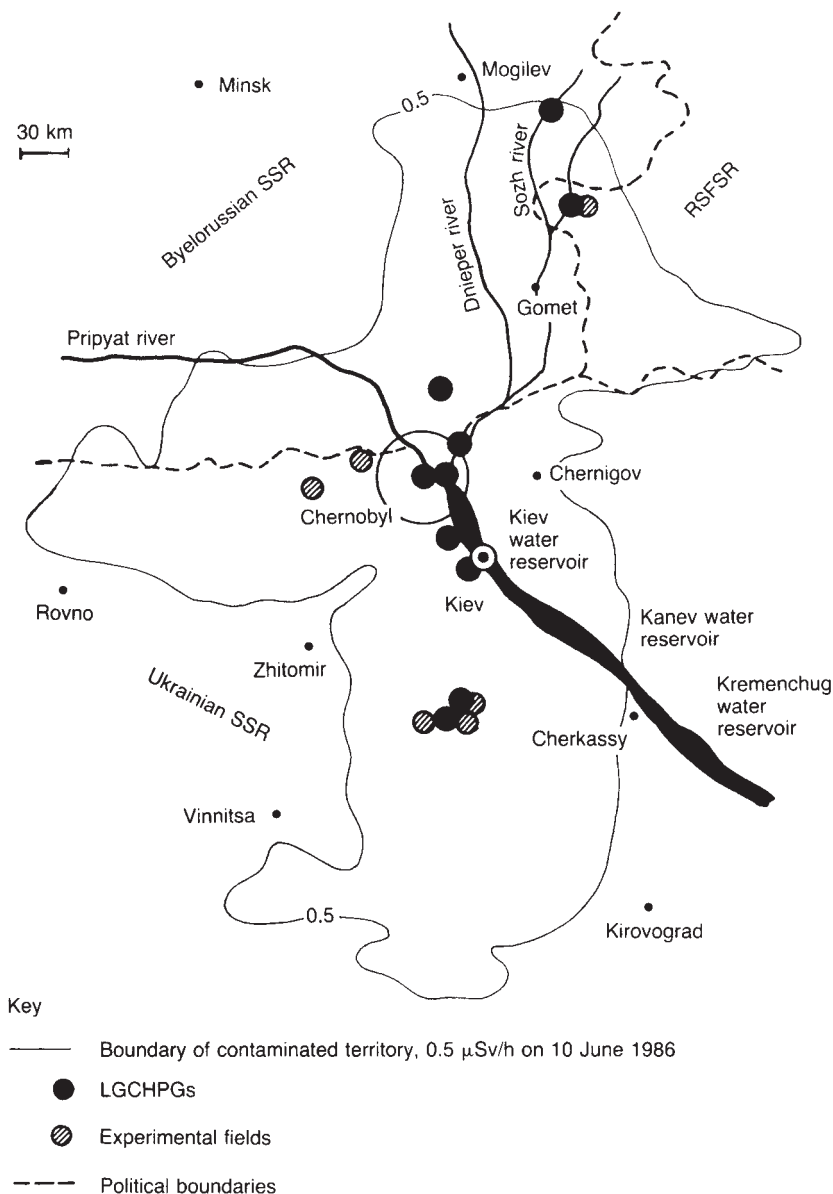 Mogilev
Minsk
0.5
30 km
Sozh river
RSFSR
Byelorussian SSR
Dnieper river
Gomet
Pripyat river
Chernigov
Chernobyl
Kiev
water
reservoir
Kiev
Rovno
Kanev water
reservoir
Zhitomir
Ukrainian SSR
Kremenchug
water
reservoir
Cherkassy
Vinnitsa
0.5
Kirovograd
Key
Boundary of contaminated territory, 0.5 μSv/h on 10 June 1986
LGCHPGs
Experimental fields
Political boundaries